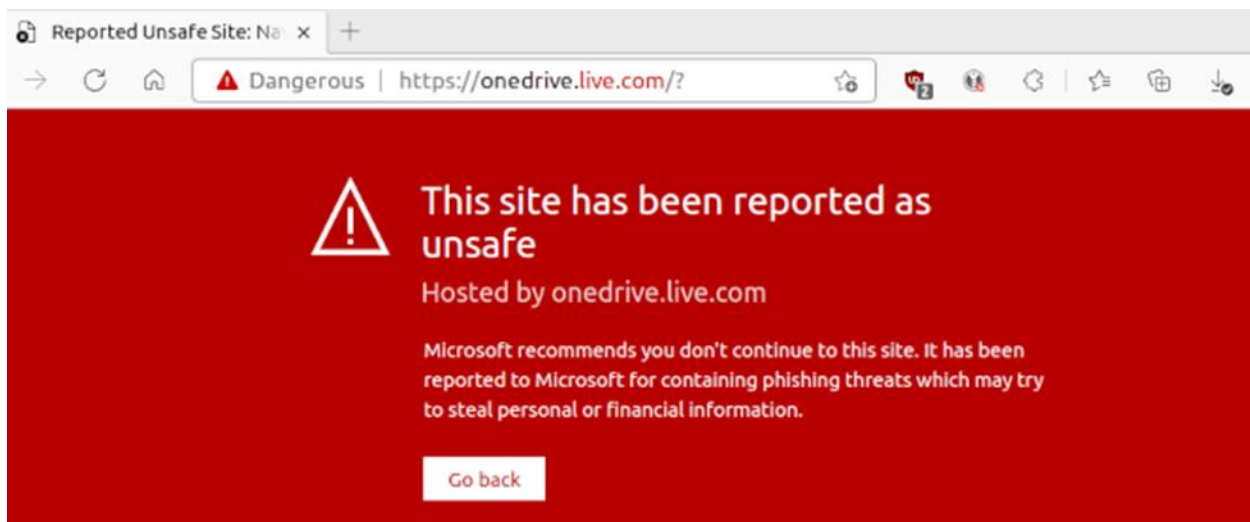 Reported Unsafe Site: Na
Dangerous | https://onedrive.live.com/?
2
This site has been reported as
unsafe
Hosted by onedrive.live.com
Microsoft recommends you don't continue to this site. It has been
reported to Microsoft for containing phishing threats which may try
to steal personal or financial information.
Go back